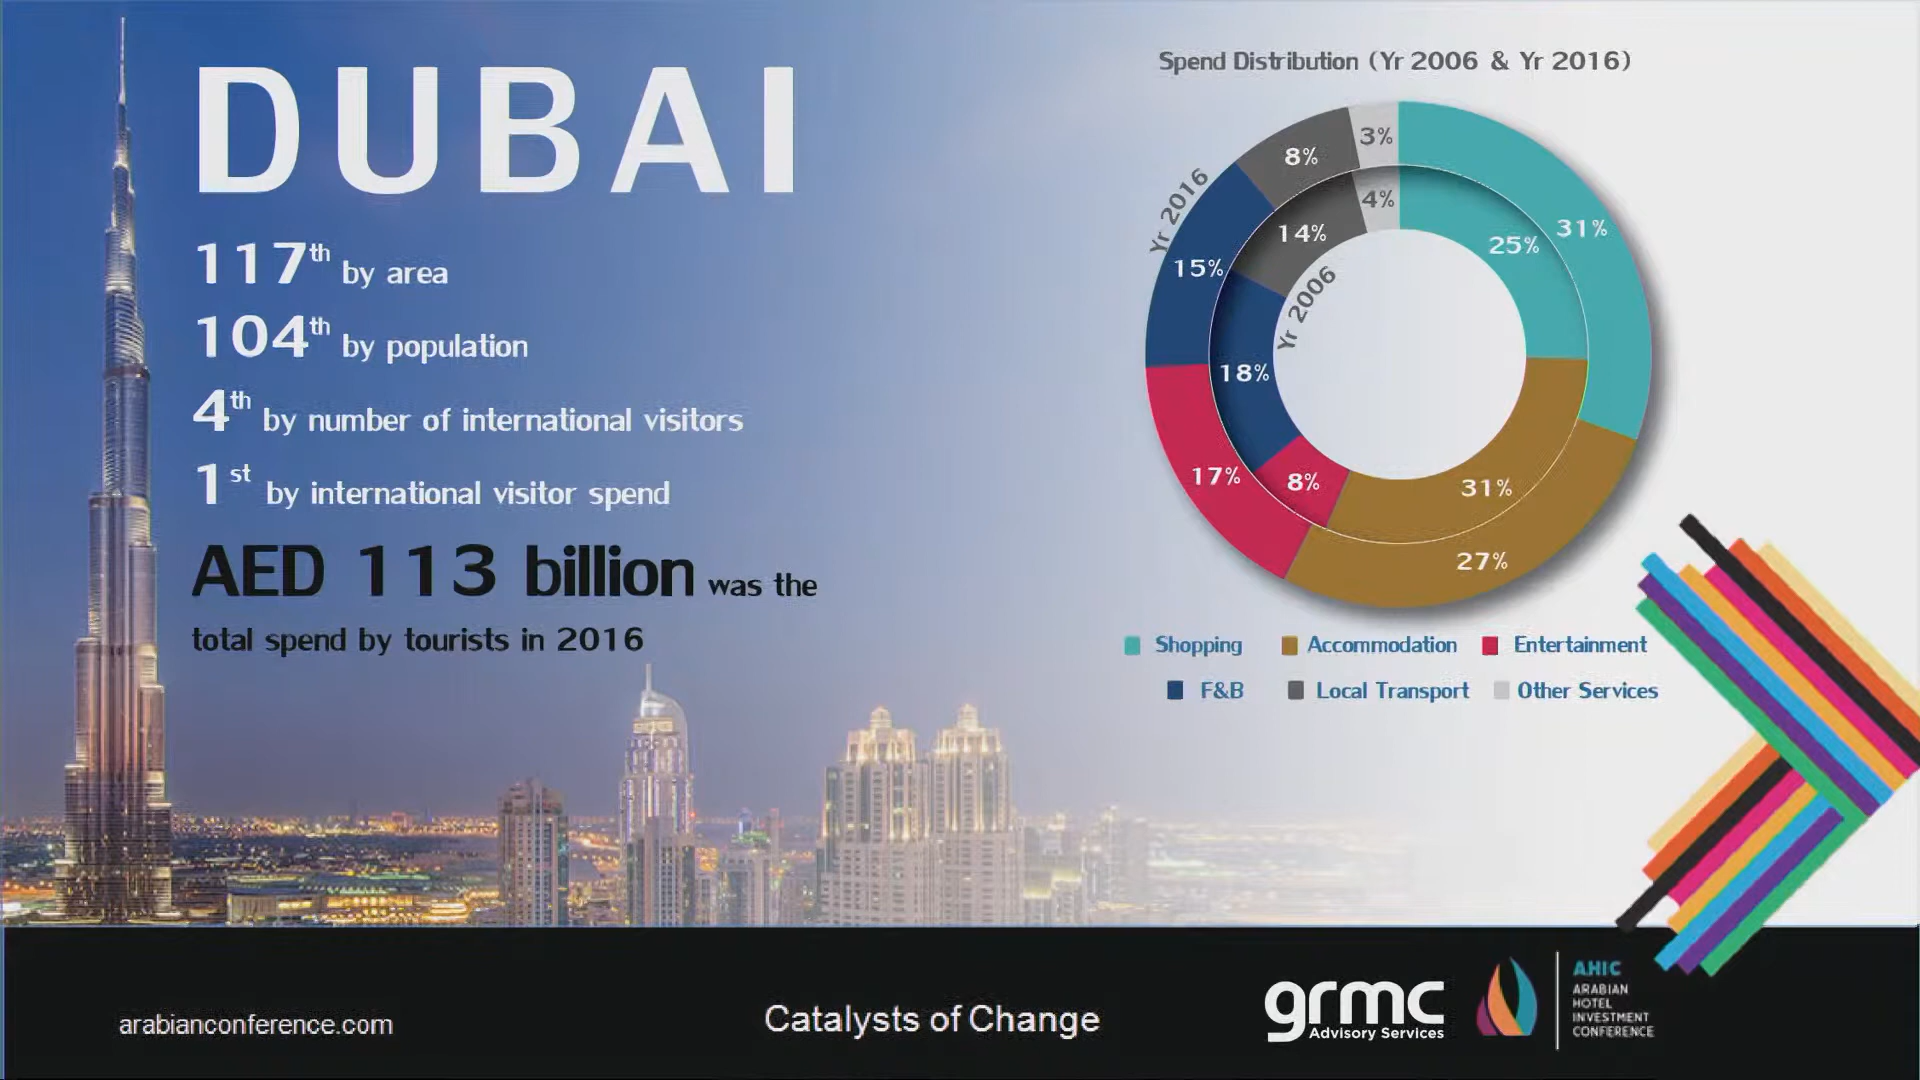 DUBAI
117th by area
104th by population
4th by number of international visitors
1st by international visitor spend
AED 113 billion was the
total spend by tourists in 2016
Spend Distribution (Yr 2006 & Yr 2016)
Yr 2016
31%
27%
17%
15%
8%
3%
Yr 2006
25%
31%
8%
18%
14%
4%
Shopping
Accommodation
Entertainment
F&B
Local Transport
Other Services
arabianconference.com
Catalysts of Change
grmc
Advisory Services
AHIC
ARABIAN
HOTEL
INVESTMENT
CONFERENCE